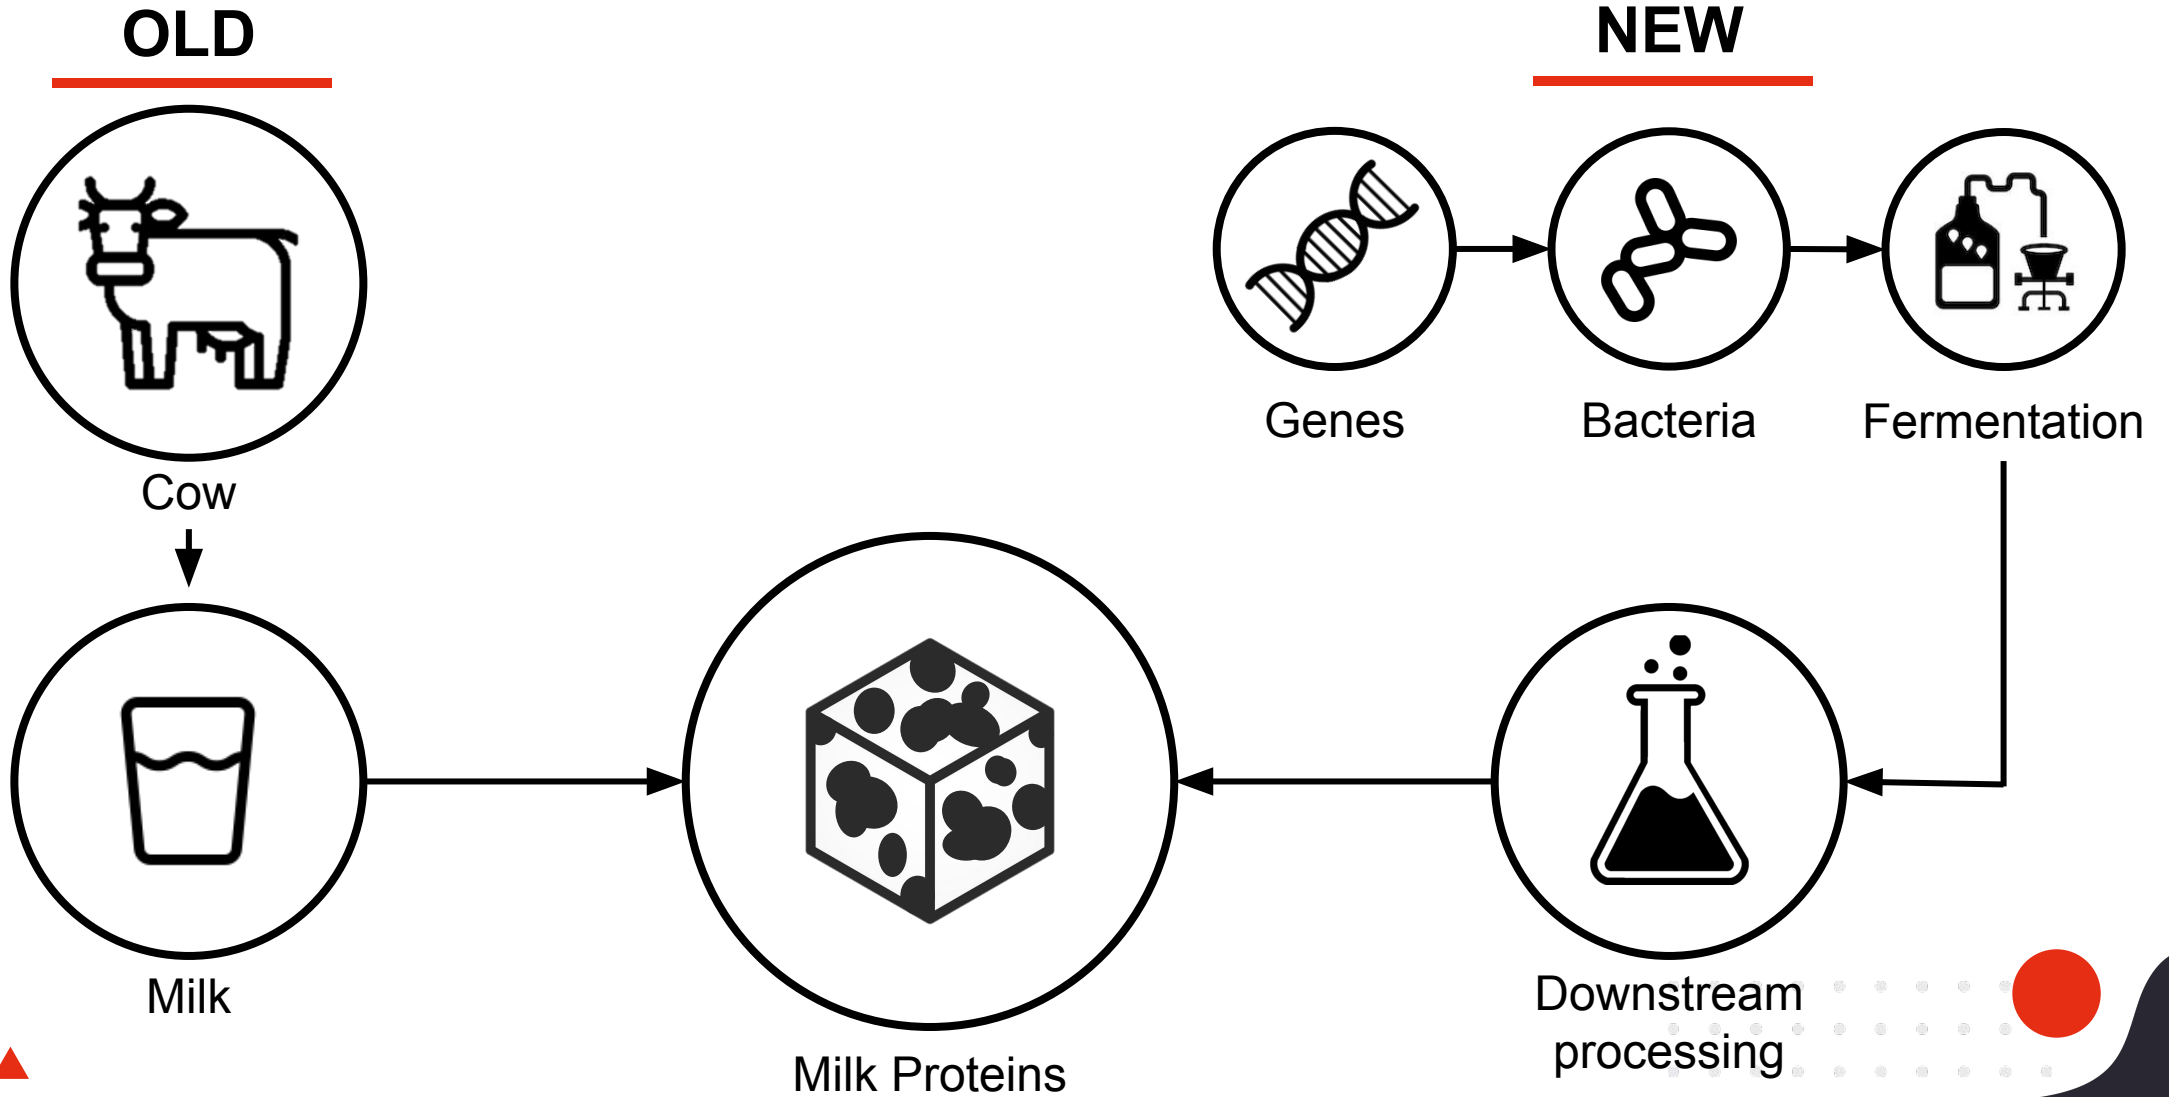 OLD
NEW
Cow
Milk
Milk Proteins
Genes
Bacteria
Fermentation
Downstream
processing